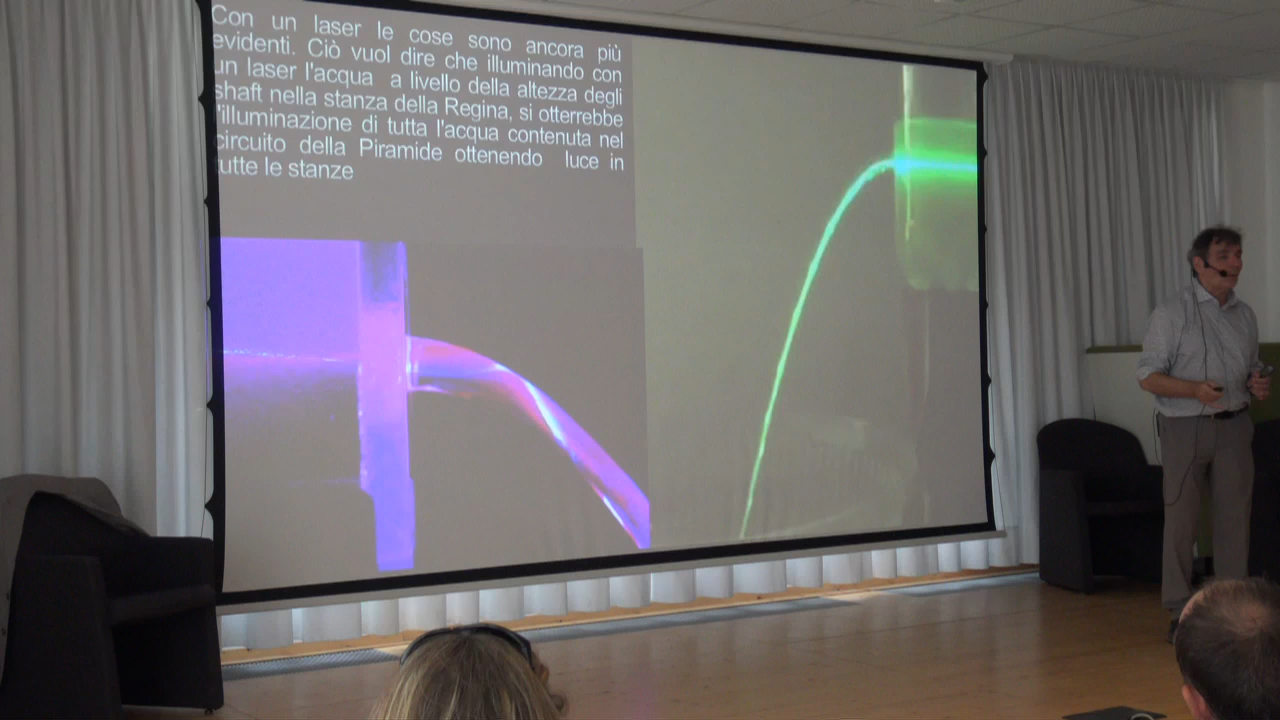 Con un laser le cose sono ancora più
evidenti. Ciò vuol dire che illuminando con
un laser l'acqua a livello della altezza degli
shaft nella stanza della Regina, si otterrebbe
l'illuminazione di tutta l'acqua contenuta nel
circuito della Piramide ottenendo luce in
tutte le stanze